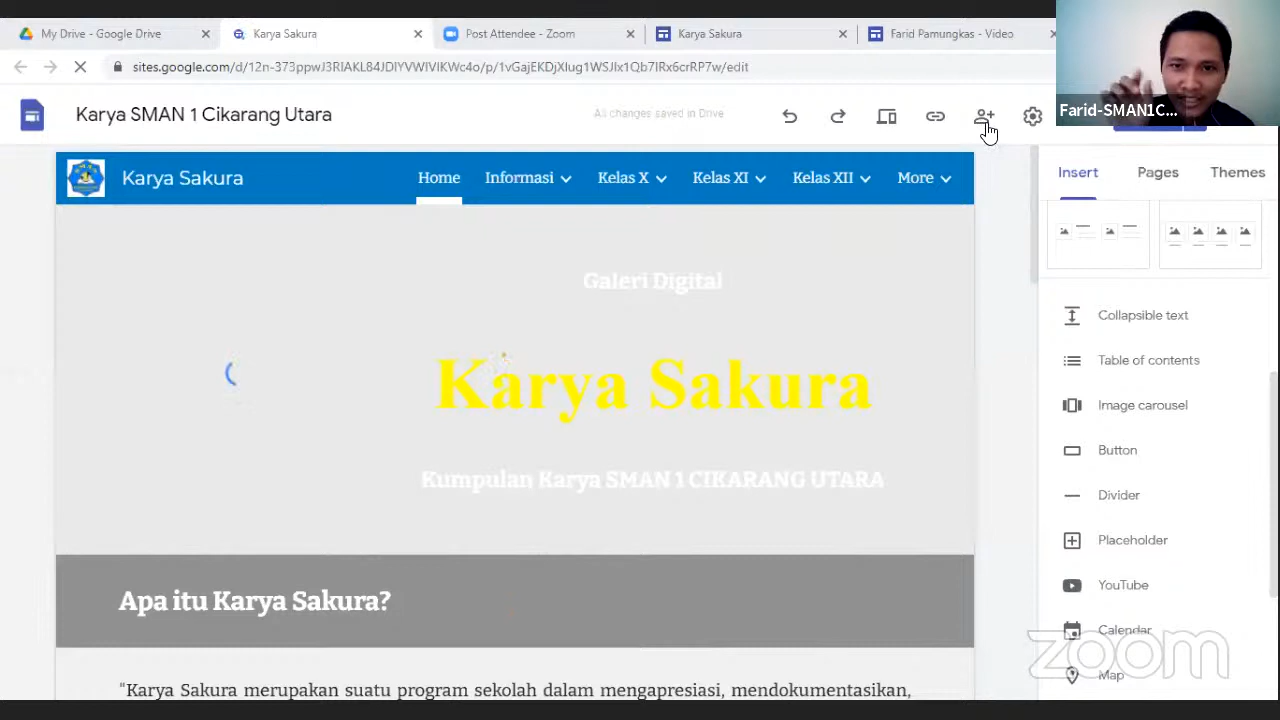 My Drive - Google Drive
Karya Sakura
Post Attendee - Zoom
Karya Sakura
Farid Pamungkas - Video
sites.google.com/d/12n-373ppwJ3RIAKL84JDIYVWIVIKWc4o/p/1vGajEKDjXlug1WSJlx1Qb7lRx6crRP7w/edit
Farid-SMAN1C...
Karya SMAN 1 Cikarang Utara
All changes saved in Drive
Karya Sakura
Home
Informasi
Kelas X
Kelas XI
Kelas XII
More
Insert
Pages
Themes
Galeri Digital
Karya Sakura
Kumpulan Karya SMAN 1 CIKARANG UTARA
Apa itu Karya Sakura?
"Karya Sakura merupakan suatu program sekolah dalam mengapresiasi, mendokumentasikan,
Collapsible text
Table of contents
Image carousel
Button
Divider
Placeholder
YouTube
Calendar
Map
zoom